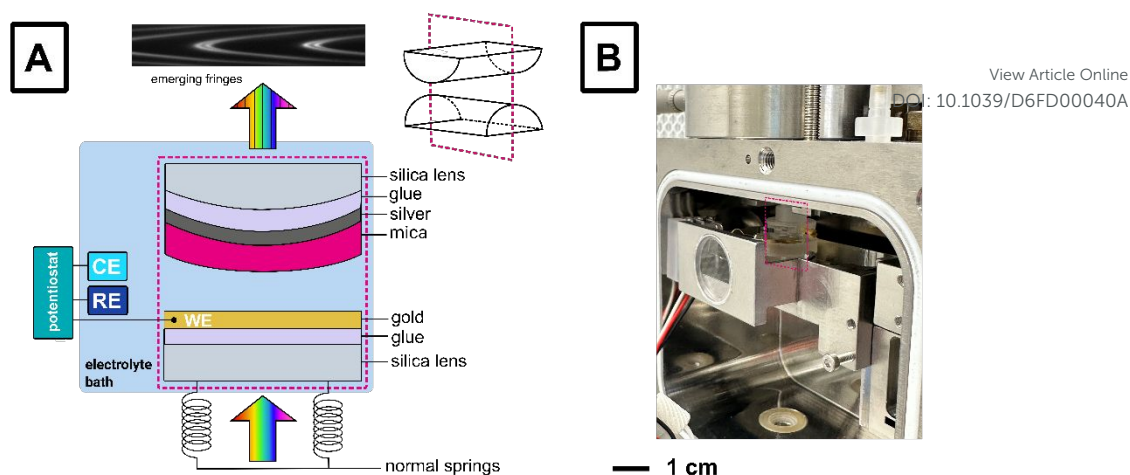 A
emerging fringes
B
View Article Online
DOI: 10.1039/D6FD00040A
silica lens
glue
silver
mica
potentiostat
CE
RE
WE
gold
glue
silica lens
electrolyte
bath
normal springs
1 cm